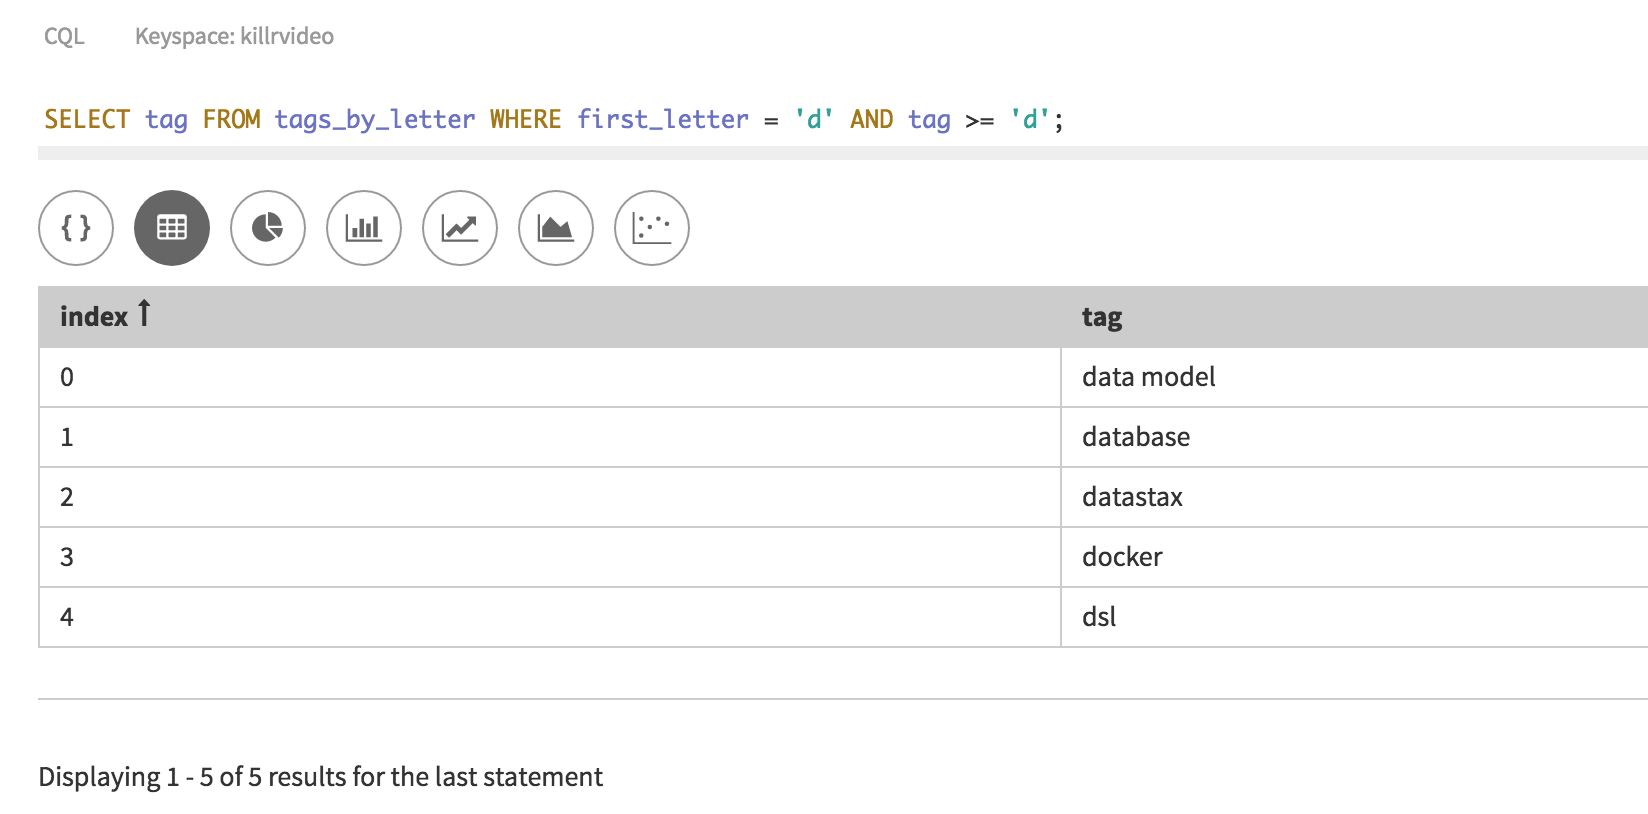 CQL Keyspace: killrvideo
SELECT tag FROM tags_by_letter WHERE first_letter = 'd' AND tag >= 'd';
{ }
index ↑ tag
0 data model
1 database
2 datastax
3 docker
4 dsl
Displaying 1 - 5 of 5 results for the last statement